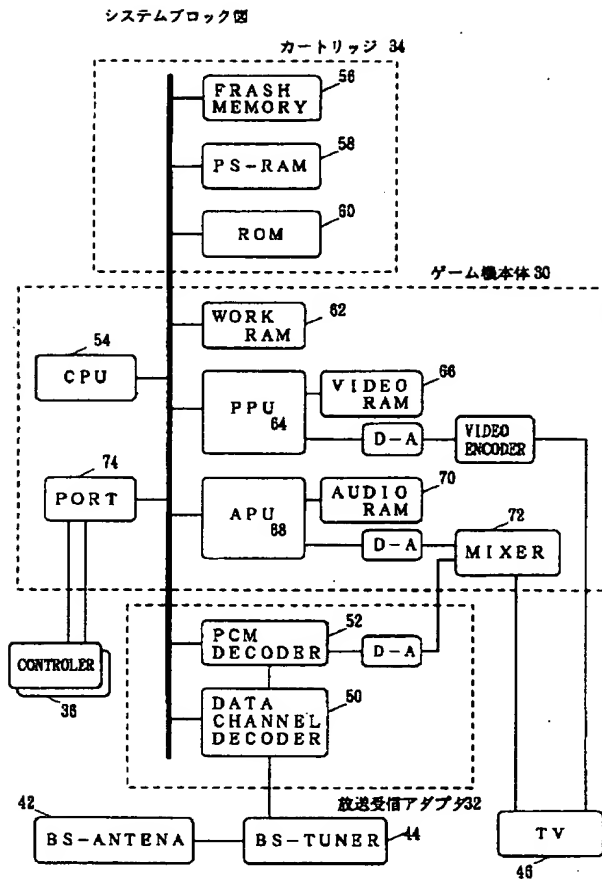 システムブロック図
カートリッジ 34
56
FRASH
MEMORY
58
PS-RAM
60
ROM
ゲーム機本体 30
62
WORK
RAM
54
CPU
66
VIDEO
RAM
PPU
64
D-A
VIDEO
ENCODER
74
PORT
70
AUDIO
RAM
APU
68
D-A
72
MIXER
52
PCM
DECODER
D-A
CONTROLER
36
50
DATA
CHANNEL
DECODER
放送受信アダプタ32
42
BS-ANTENA
BS-TUNER
44
TV
46